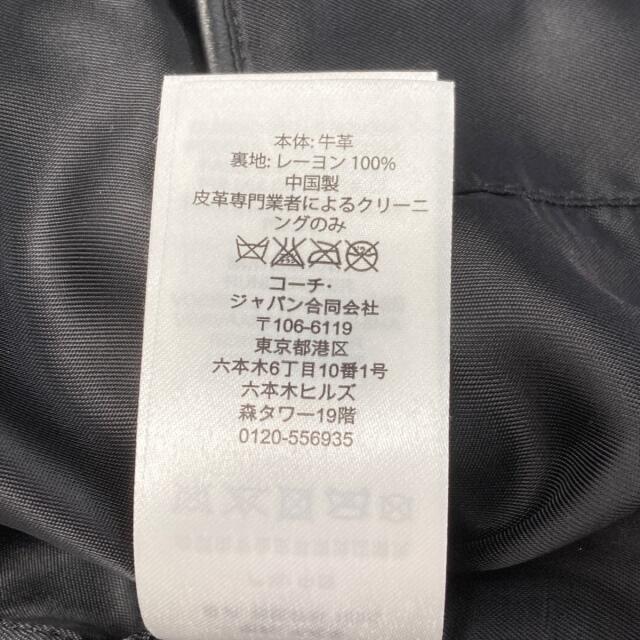 本体: 牛革
裏地: レーヨン 100%
中国製
皮革専門業者によるクリーニ
ングのみ
コーチ・
ジャパン合同会社
〒106-6119
東京都港区
六本木6丁目10番1号
六本木ヒルズ
森タワー19階
0120-556935